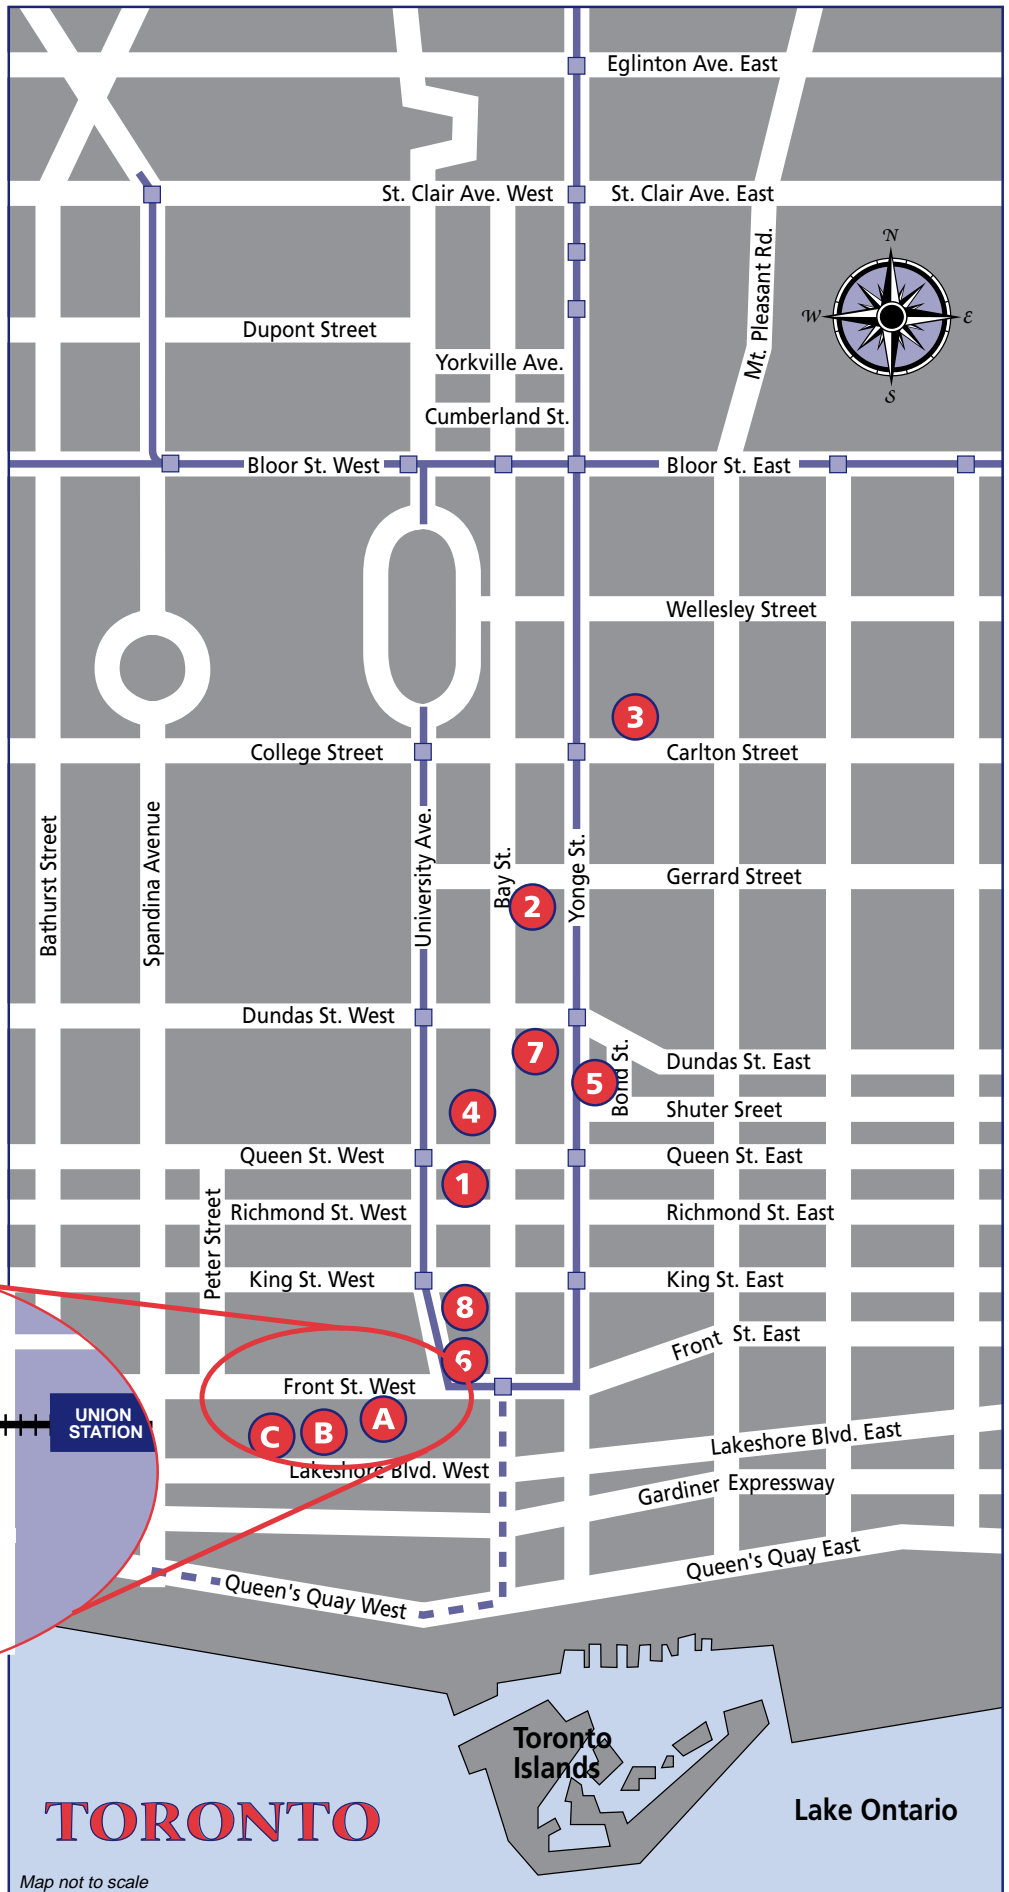 Eglinton Ave. East
St. Clair Ave. West
St. Clair Ave. East
N
W
E
S
Mt. Pleasant Rd.
Dupont Street
Yorkville Ave.
Cumberland St.
Bloor St. West
Bloor St. East
Wellesley Street
3
College Street
Carlton Street
Bathurst Street
Spandina Avenue
University Ave.
Bay St.
Yonge St.
Gerrard Street
2
Dundas St. West
7
Bond St.
Dundas St. East
5
4
Shuter Sreet
Queen St. West
Queen St. East
1
Peter Street
Richmond St. West
Richmond St. East
King St. West
King St. East
8
Front St. East
6
Front St. West
UNION
STATION
A
B
C
Lakeshore Blvd. East
Lakeshore Blvd. West
Gardiner Expressway
Queen's Quay East
Queen's Quay West
Toronto
Islands
Lake Ontario
TORONTO
Map not to scale